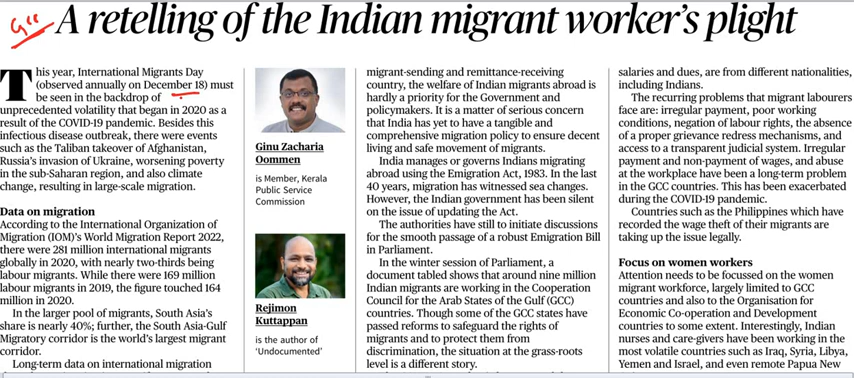 GCC
A retelling of the Indian migrant worker's plight
This year, International Migrants Day
(observed annually on December 18) must
be seen in the backdrop of
unprecedented volatility that began in 2020 as a
result of the COVID-19 pandemic. Besides this
infectious disease outbreak, there were events
such as the Taliban takeover of Afghanistan,
Russia's invasion of Ukraine, worsening poverty
in the sub-Saharan region, and also climate
change, resulting in large-scale migration.
Data on migration
According to the International Organization of
Migration (IOM)'s World Migration Report 2022,
there were 281 million international migrants
globally in 2020, with nearly two-thirds being
labour migrants. While there were 169 million
labour migrants in 2019, the figure touched 164
million in 2020.
In the larger pool of migrants, South Asia's
share is nearly 40%; further, the South Asia-Gulf
Migratory corridor is the world's largest migrant
corridor.
Long-term data on international migration
Ginu Zacharia
Oommen
is Member, Kerala
Public Service
Commission
Rejimon
Kuttappan
is the author of
'Undocumented'
migrant-sending and remittance-receiving
country, the welfare of Indian migrants abroad is
hardly a priority for the Government and
policymakers. It is a matter of serious concern
that India has yet to have a tangible and
comprehensive migration policy to ensure decent
living and safe movement of migrants.
India manages or governs Indians migrating
abroad using the Emigration Act, 1983. In the last
40 years, migration has witnessed sea changes.
However, the Indian government has been silent
on the issue of updating the Act.
The authorities have still to initiate discussions
for the smooth passage of a robust Emigration Bill
in Parliament.
In the winter session of Parliament, a
document tabled shows that around nine million
Indian migrants are working in the Cooperation
Council for the Arab States of the Gulf (GCC)
countries. Though some of the GCC states have
passed reforms to safeguard the rights of
migrants and to protect them from
discrimination, the situation at the grass-roots
level is a different story.
salaries and dues, are from different nationalities,
including Indians.
The recurring problems that migrant labourers
face are: irregular payment, poor working
conditions, negation of labour rights, the absence
of a proper grievance redress mechanisms, and
access to a transparent judicial system. Irregular
payment and non-payment of wages, and abuse
at the workplace have been a long-term problem
in the GCC countries. This has been exacerbated
during the COVID-19 pandemic.
Countries such as the Philippines which have
recorded the wage theft of their migrants are
taking up the issue legally.
Focus on women workers
Attention needs to be focussed on the women
migrant workforce, largely limited to GCC
countries and also to the Organisation for
Economic Co-operation and Development
countries to some extent. Interestingly, Indian
nurses and care-givers have been working in the
most volatile countries such as Iraq, Syria, Libya,
Yemen and Israel, and even remote Papua New